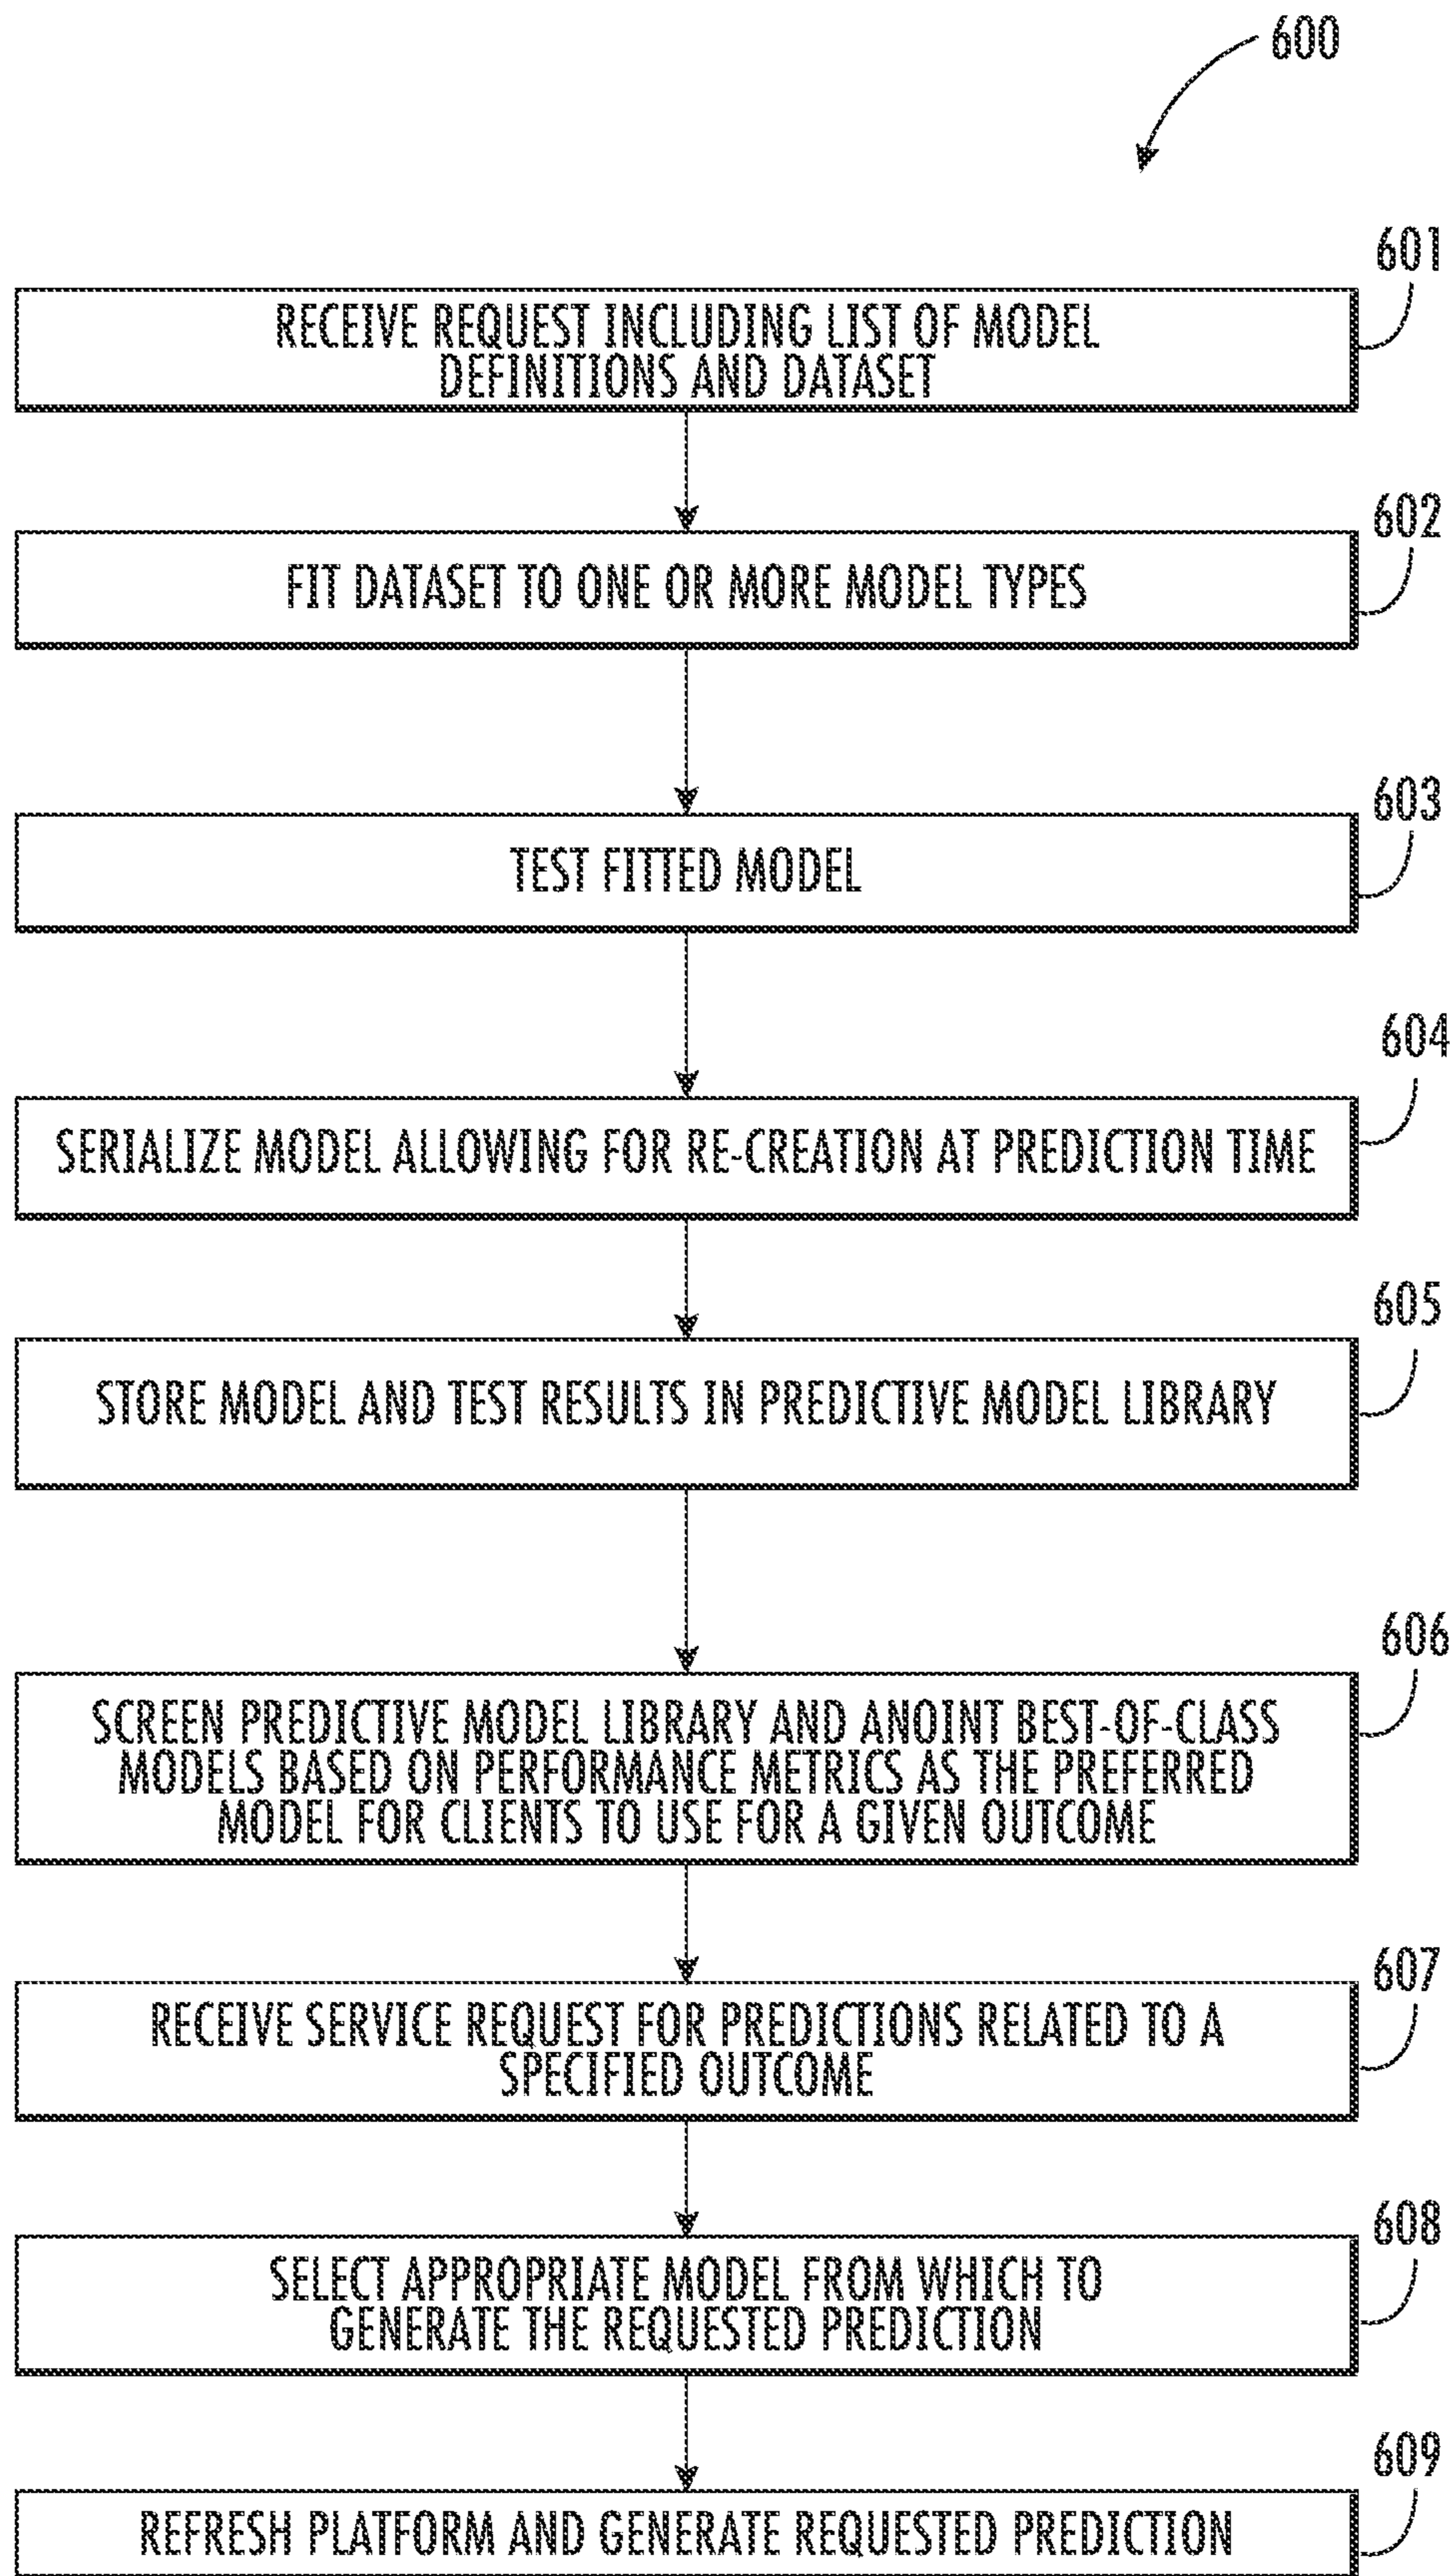 600
601
RECEIVE REQUEST INCLUDING LIST OF MODEL
DEFINITIONS AND DATASET
602
FIT DATASET TO ONE OR MORE MODEL TYPES
603
TEST FITTED MODEL
604
SERIALIZE MODEL ALLOWING FOR RE-CREATION AT PREDICTION TIME
605
STORE MODEL AND TEST RESULTS IN PREDICTIVE MODEL LIBRARY
606
SCREEN PREDICTIVE MODEL LIBRARY AND ANOINT BEST-OF-CLASS
MODELS BASED ON PERFORMANCE METRICS AS THE PREFERRED
MODEL FOR CLIENTS TO USE FOR A GIVEN OUTCOME
607
RECEIVE SERVICE REQUEST FOR PREDICTIONS RELATED TO A
SPECIFIED OUTCOME
608
SELECT APPROPRIATE MODEL FROM WHICH TO
GENERATE THE REQUESTED PREDICTION
609
REFRESH PLATFORM AND GENERATE REQUESTED PREDICTION